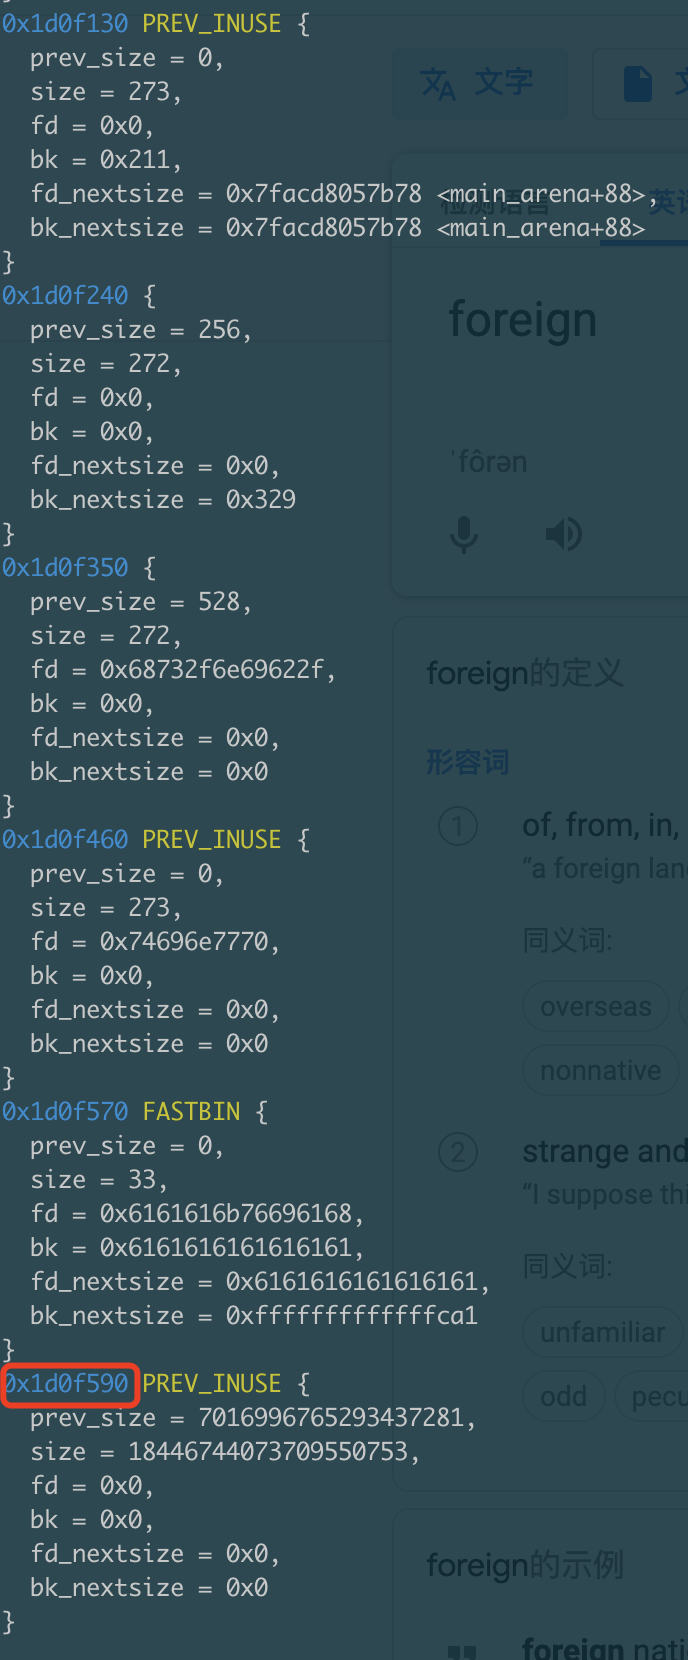 0x1d0f130 PREV_INUSE {
prev_size = 0,
size = 273,
fd = 0x0,
bk = 0x211,
fd_nextsize = 0x7facd8057b78 <main_arena+88>,
bk_nextsize = 0x7facd8057b78 <main_arena+88>
}
0x1d0f240 {
prev_size = 256,
size = 272,
fd = 0x0,
bk = 0x0,
fd_nextsize = 0x0,
bk_nextsize = 0x329
}
0x1d0f350 {
prev_size = 528,
size = 272,
fd = 0x68732f6e69622f,
bk = 0x0,
fd_nextsize = 0x0,
bk_nextsize = 0x0
}
0x1d0f460 PREV_INUSE {
prev_size = 0,
size = 273,
fd = 0x74696e7770,
bk = 0x0,
fd_nextsize = 0x0,
bk_nextsize = 0x0
}
0x1d0f570 FASTBIN {
prev_size = 0,
size = 33,
fd = 0x6161616b76696168,
bk = 0x6161616161616161,
fd_nextsize = 0x6161616161616161,
bk_nextsize = 0xfffffffffffffca1
}
0x1d0f590 PREV_INUSE {
prev_size = 7016996765293437281,
size = 18446744073709550753,
fd = 0x0,
bk = 0x0,
fd_nextsize = 0x0,
bk_nextsize = 0x0
}
文字
检测语言
foreign
ˈfôrən
foreign的定义
形容词
1
of, from, in,
“a foreign
同义词:
overseas
nonnative
2
strange and
“I suppose
同义词:
unfamiliar
odd
foreign的示例
foreign